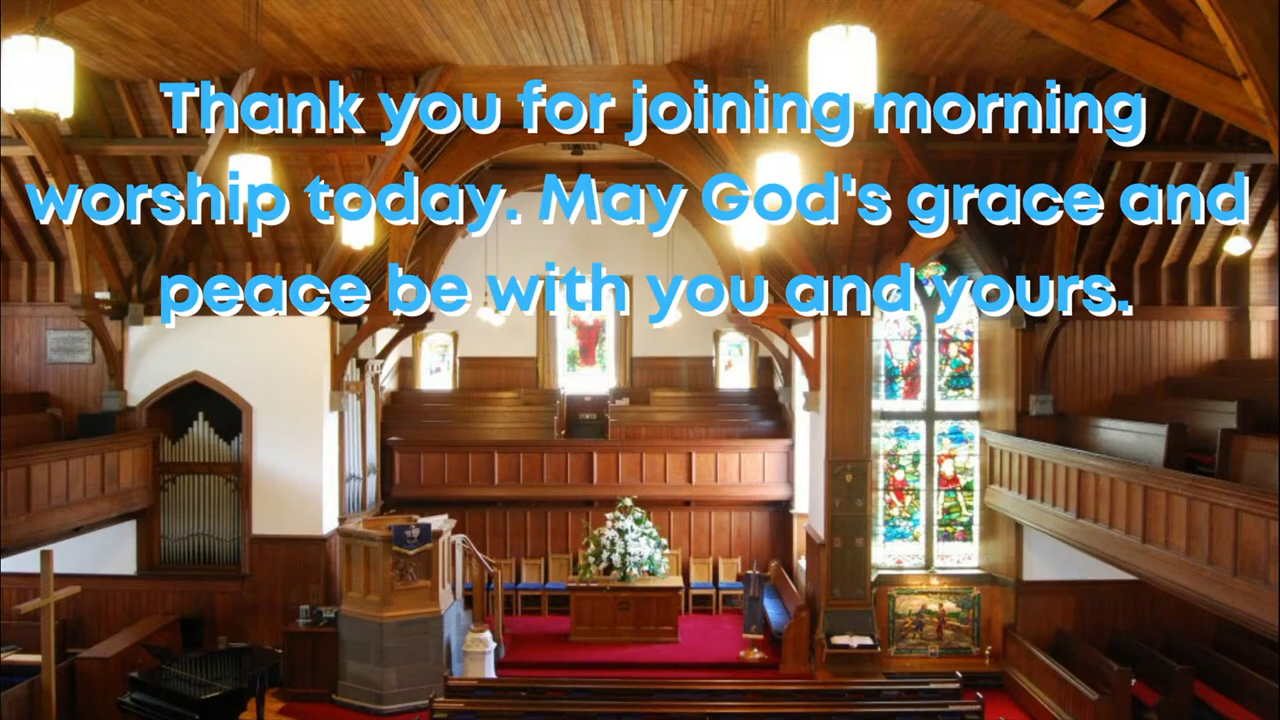 Thank you for joining morning
worship today. May God's grace and
peace be with you and yours.